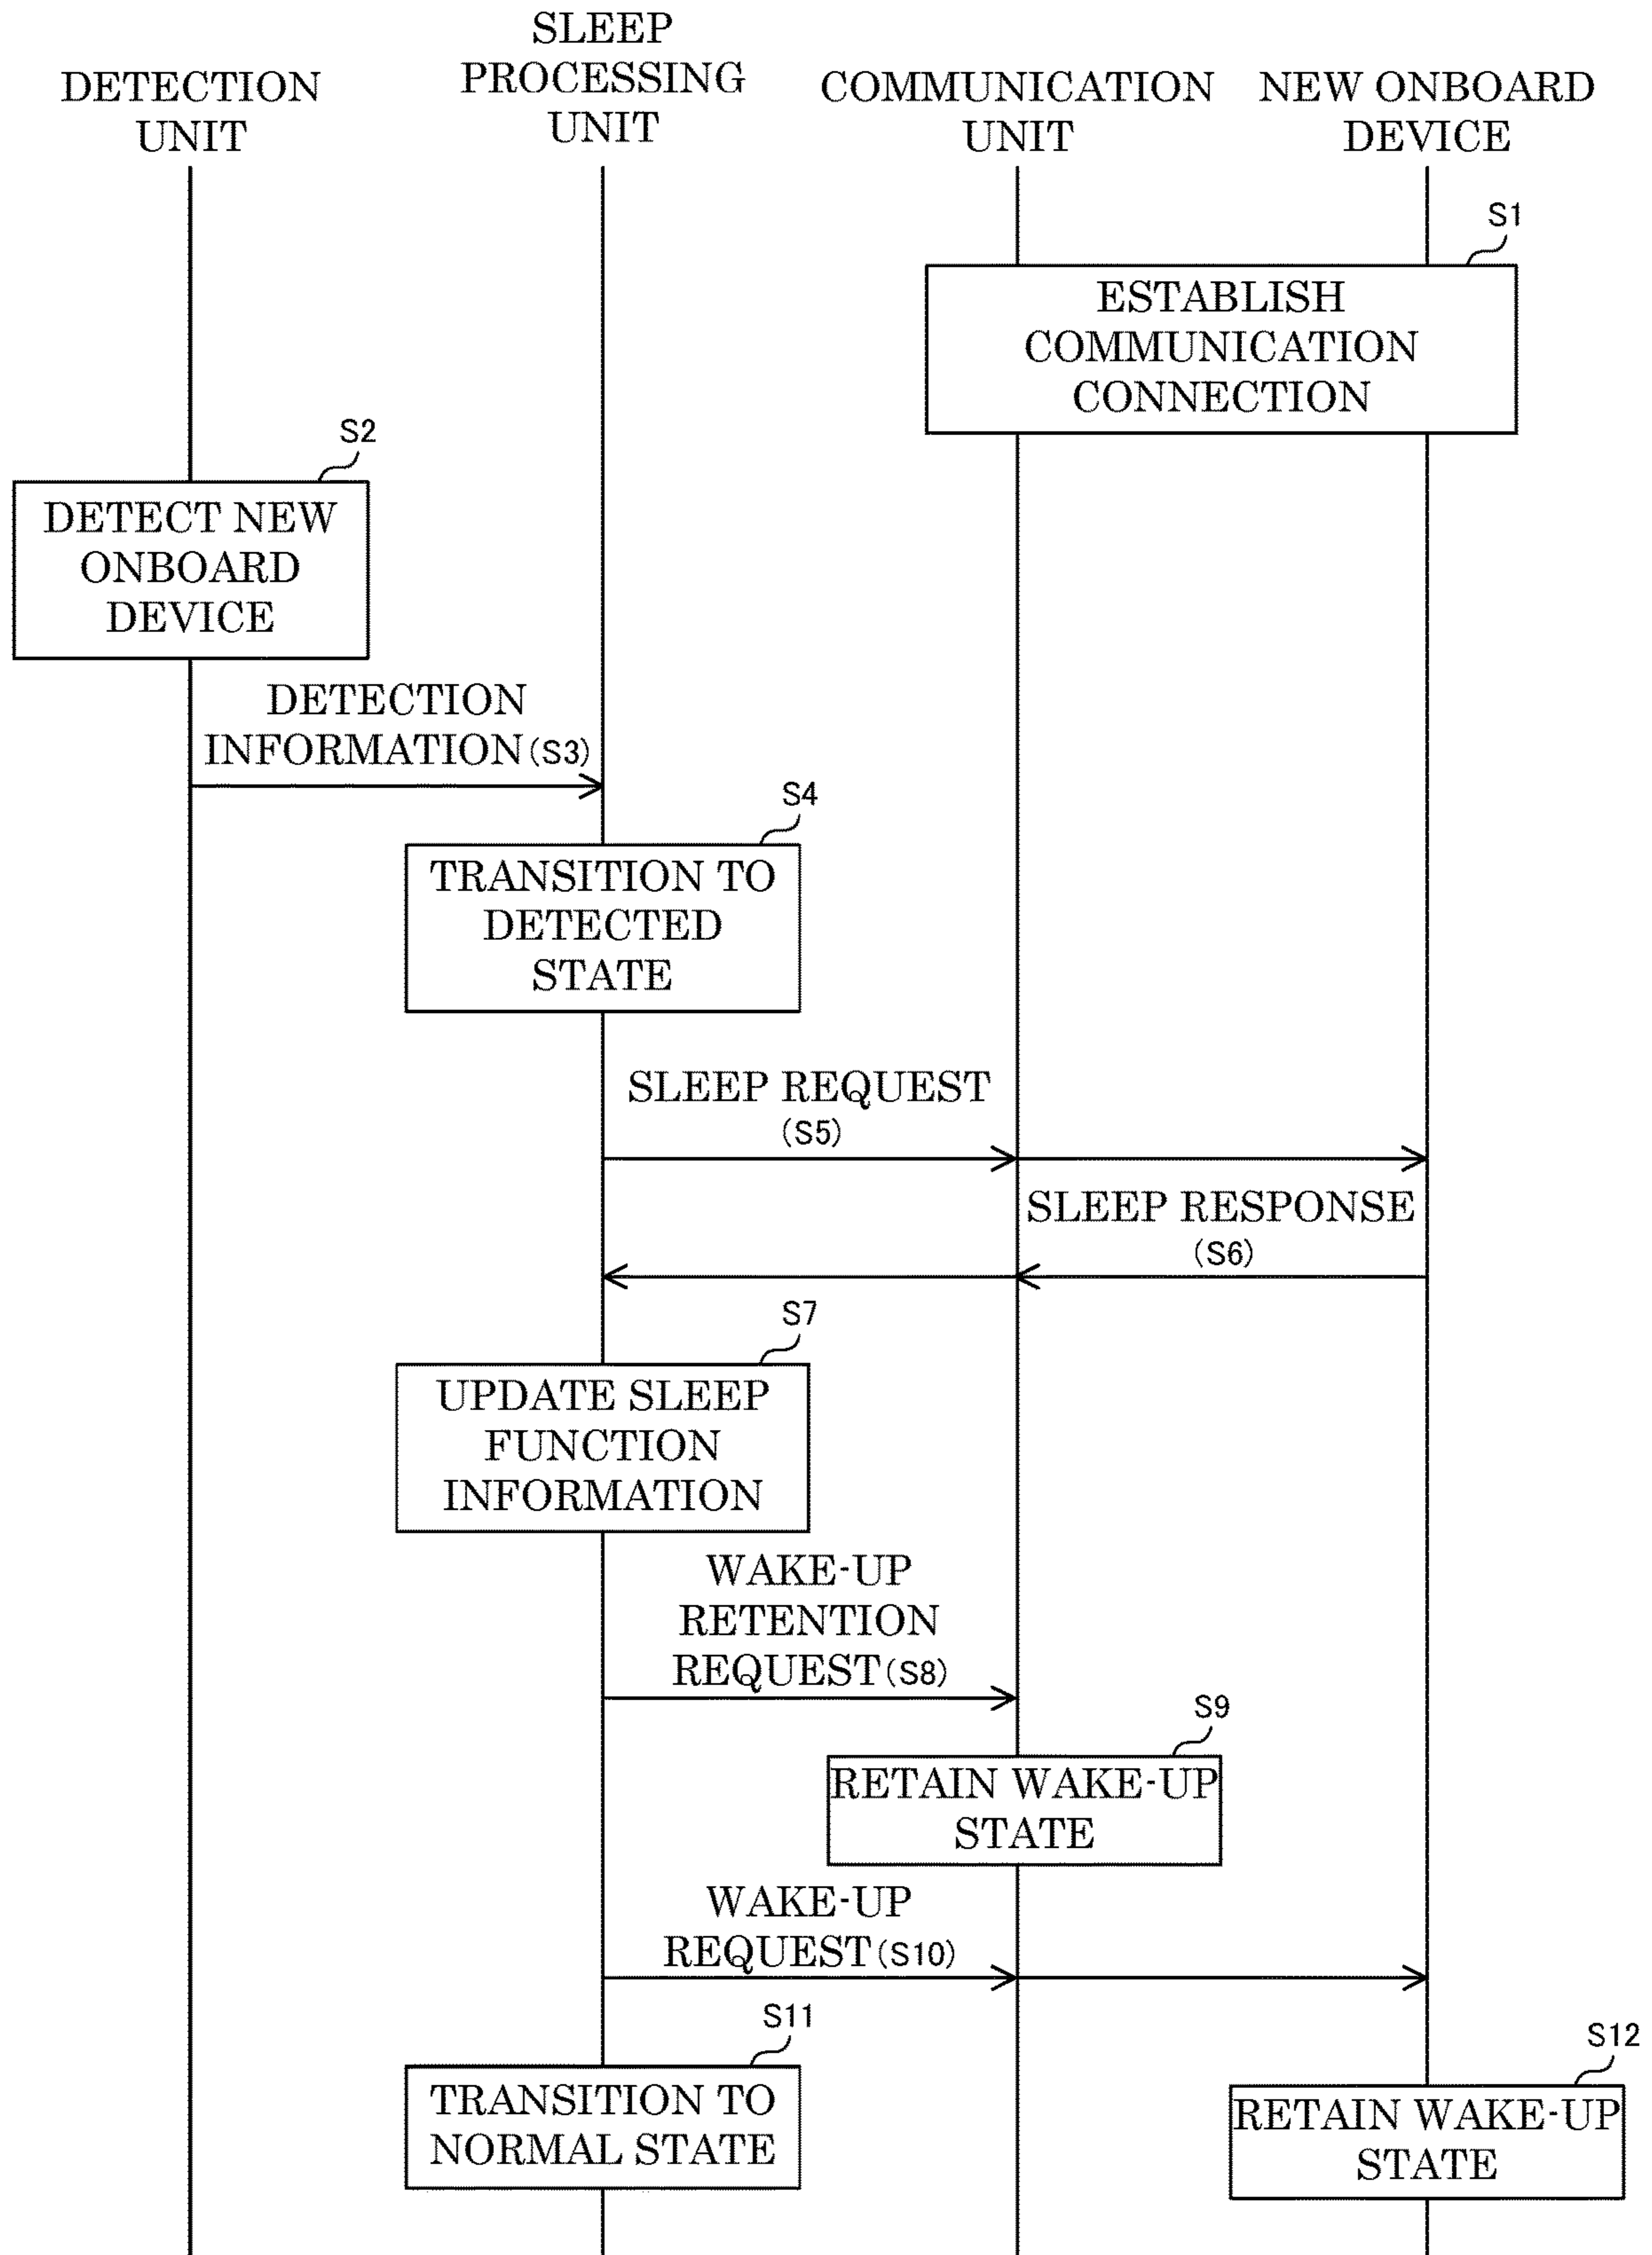 DETECTION
UNIT
SLEEP
PROCESSING
UNIT
COMMUNICATION
UNIT
NEW ONBOARD
DEVICE
S1
ESTABLISH
COMMUNICATION
CONNECTION
S2
DETECT NEW
ONBOARD
DEVICE
DETECTION
INFORMATION(S3)
S4
TRANSITION TO
DETECTED
STATE
SLEEP REQUEST
(S5)
SLEEP RESPONSE
(S6)
S7
UPDATE SLEEP
FUNCTION
INFORMATION
WAKE-UP
RETENTION
REQUEST(S8)
S9
RETAIN WAKE-UP
STATE
WAKE-UP
REQUEST(S10)
S11
TRANSITION TO
NORMAL STATE
S12
RETAIN WAKE-UP
STATE